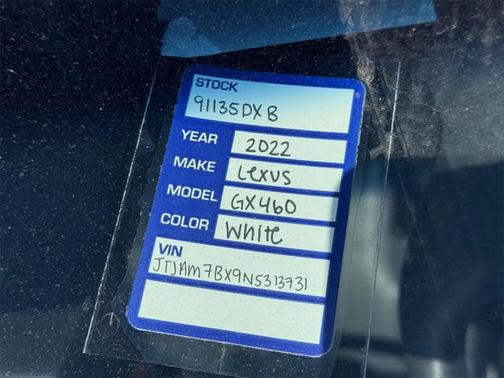 STOCK
91135DXB
YEAR 2022
MAKE Lexus
MODEL GX460
COLOR White
VIN
JTJAM7BX9N5313731